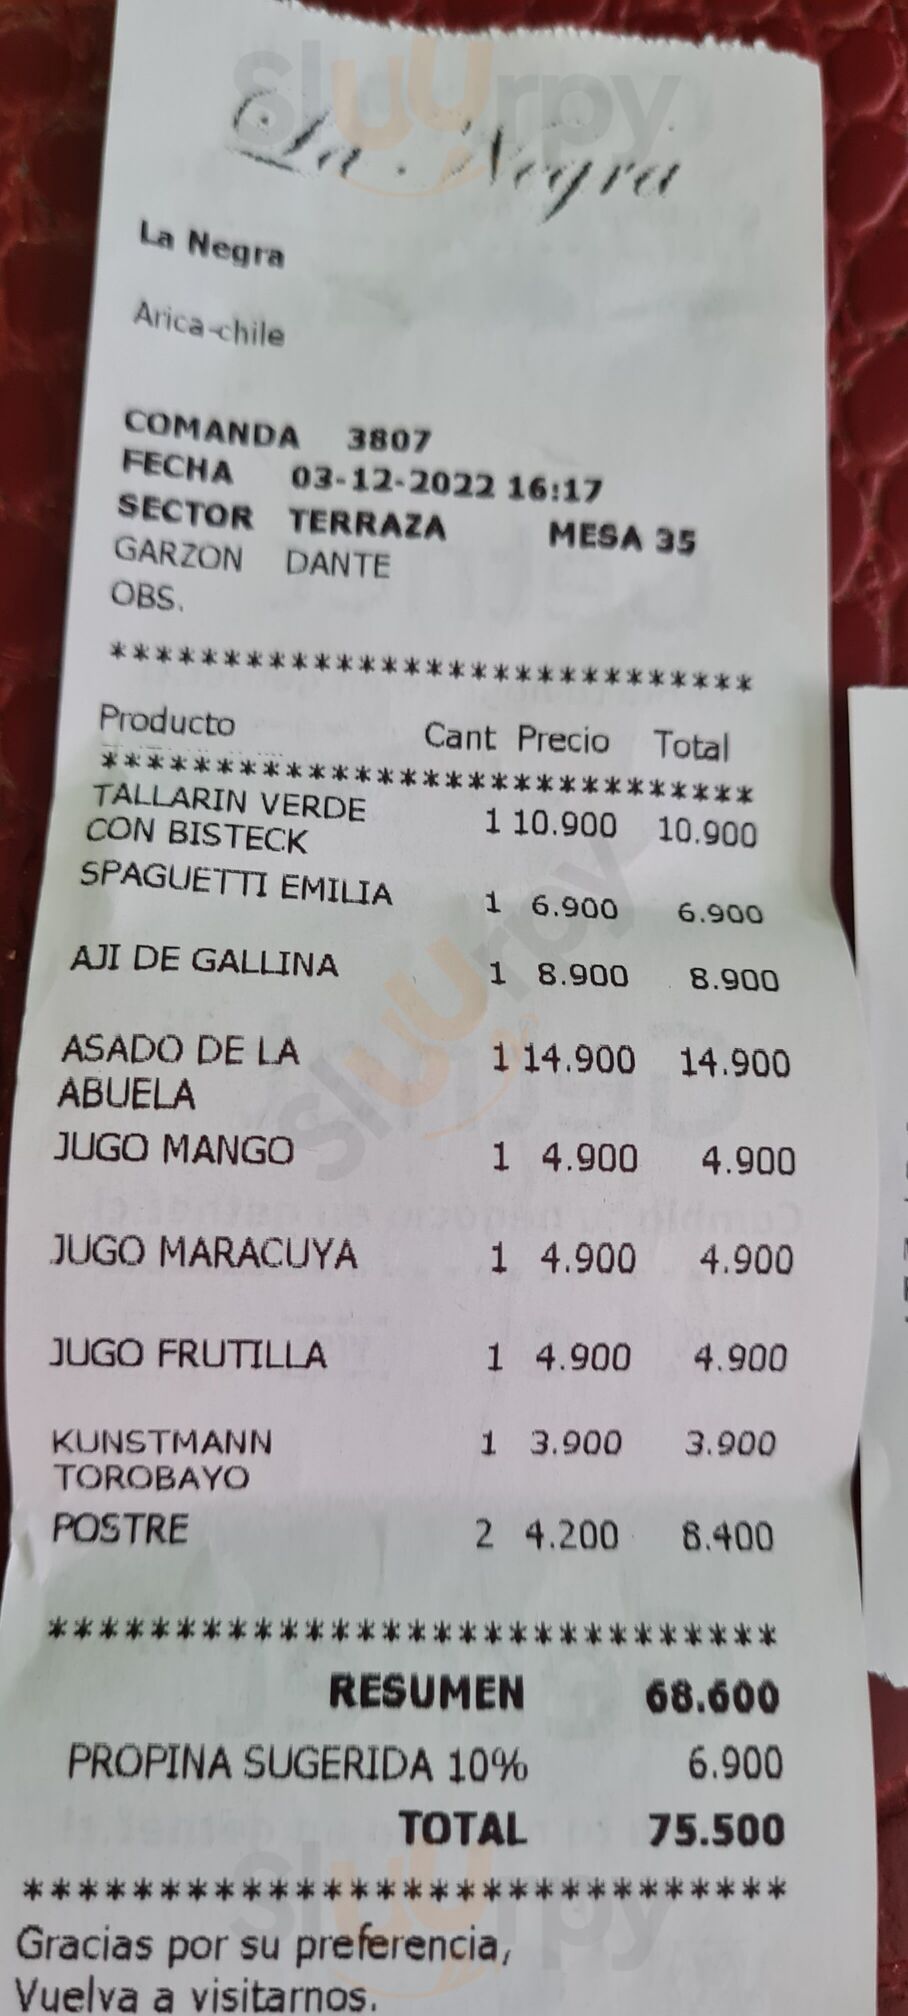 La Negra
La Negra
Arica-chile
COMANDA 3807
FECHA 03-12-2022 16:17
SECTOR TERRAZA MESA 35
GARZON DANTE
OBS.
******************************
Producto Cant Precio Total
******************************
TALLARIN VERDE
CON BISTECK 1 10.900 10.900
SPAGUETTI EMILIA 1 6.900 6.900
AJI DE GALLINA 1 8.900 8.900
ASADO DE LA 1 14.900 14.900
ABUELA
JUGO MANGO 1 4.900 4.900
JUGO MARACUYA 1 4.900 4.900
JUGO FRUTILLA 1 4.900 4.900
KUNSTMANN 1 3.900 3.900
TOROBAYO
POSTRE 2 4.200 8.400
******************************
RESUMEN 68.600
PROPINA SUGERIDA 10% 6.900
TOTAL 75.500
******************************
Gracias por su preferencia,
Vuelva a visitarnos.
sluurpy
sluurpy
sluurpy